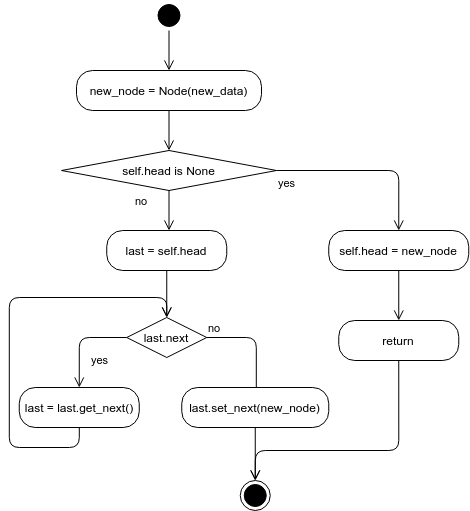 new_node = Node(new_data)
self.head is None
yes
no
last = self.head
self.head = new_node
last.next
no
yes
return
last = last.get_next()
last.set_next(new_node)